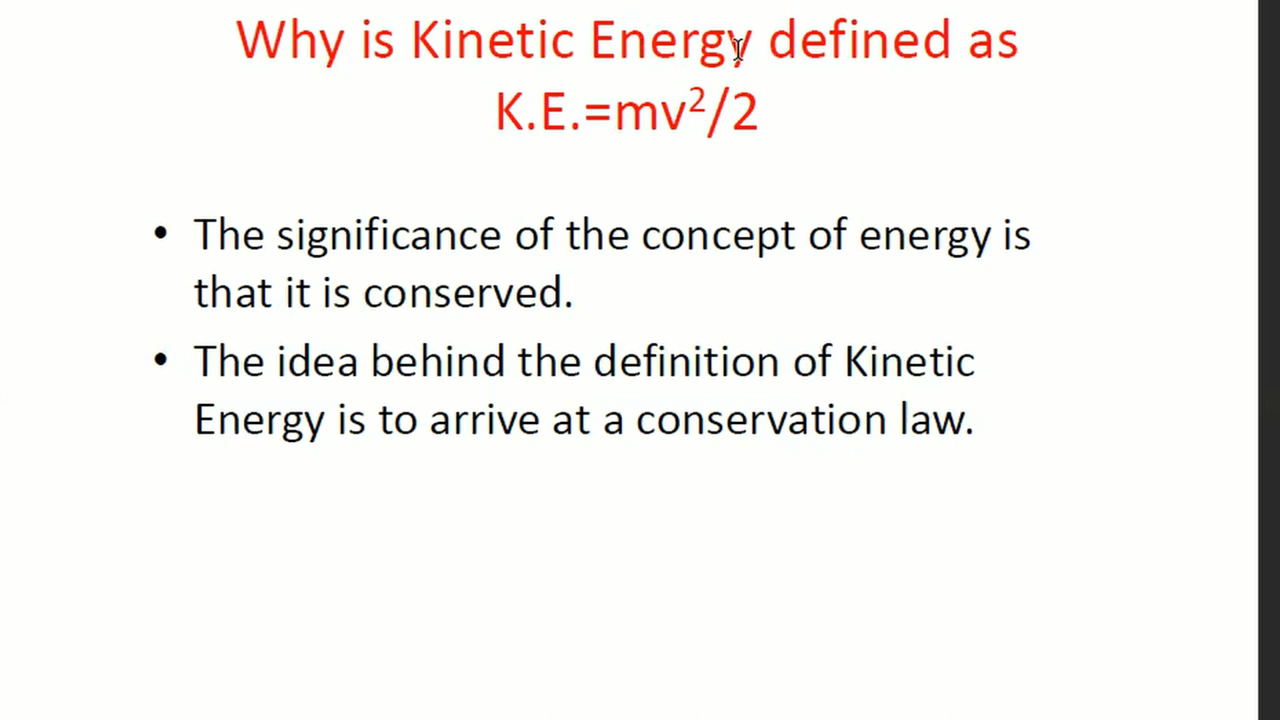 Why is Kinetic Energy defined as
K.E.=mv²/2
• The significance of the concept of energy is
that it is conserved.
• The idea behind the definition of Kinetic
Energy is to arrive at a conservation law.